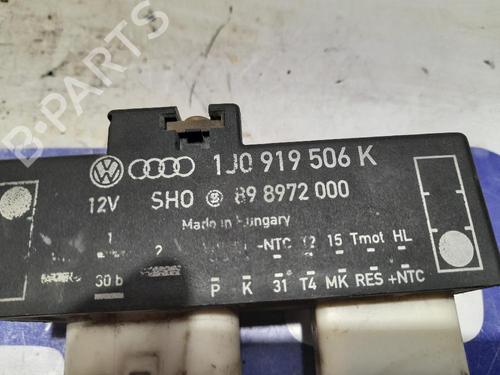 B-PARTS
1J0 919 506 K
12V SHO 89 8972 000
Made in Hungary
1 2 -NTC T2 15 Tmot HL
30 b P K 31 T4 MK RES +NTC